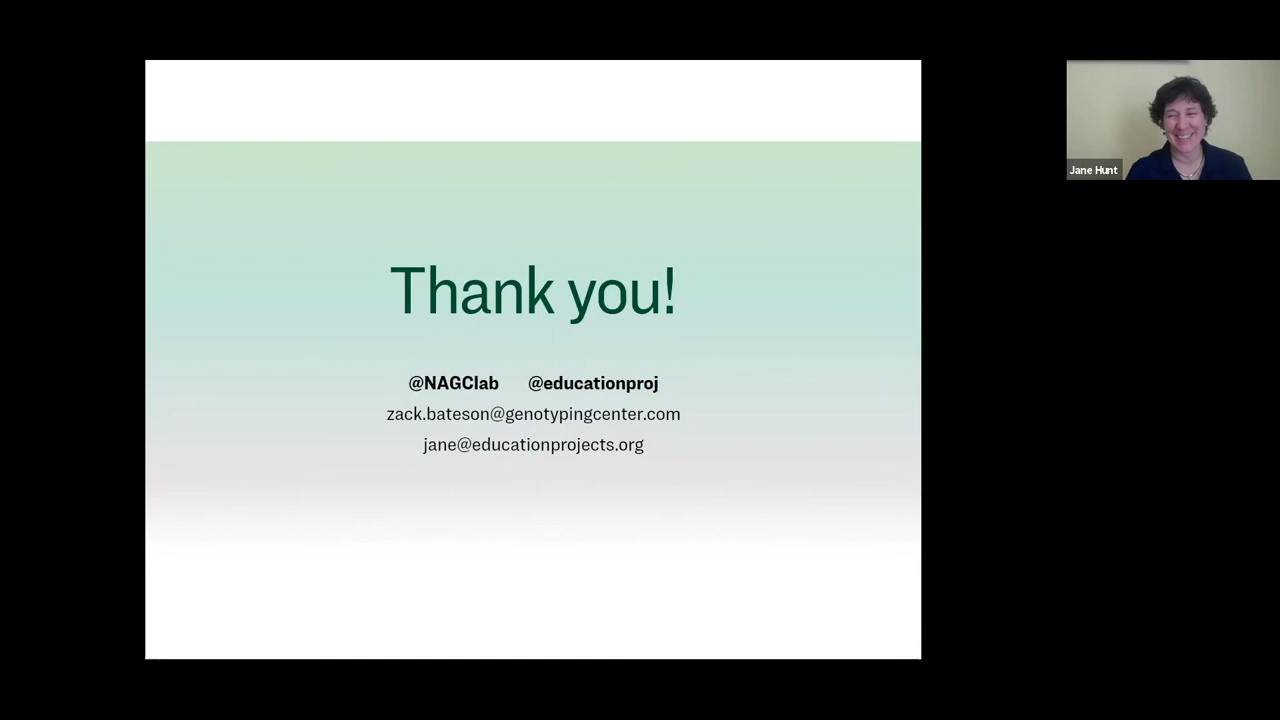 Thank you!
@NAGClab @educationproj
zack.bateson@genotypingcenter.com
jane@educationprojects.org
Jane Hunt